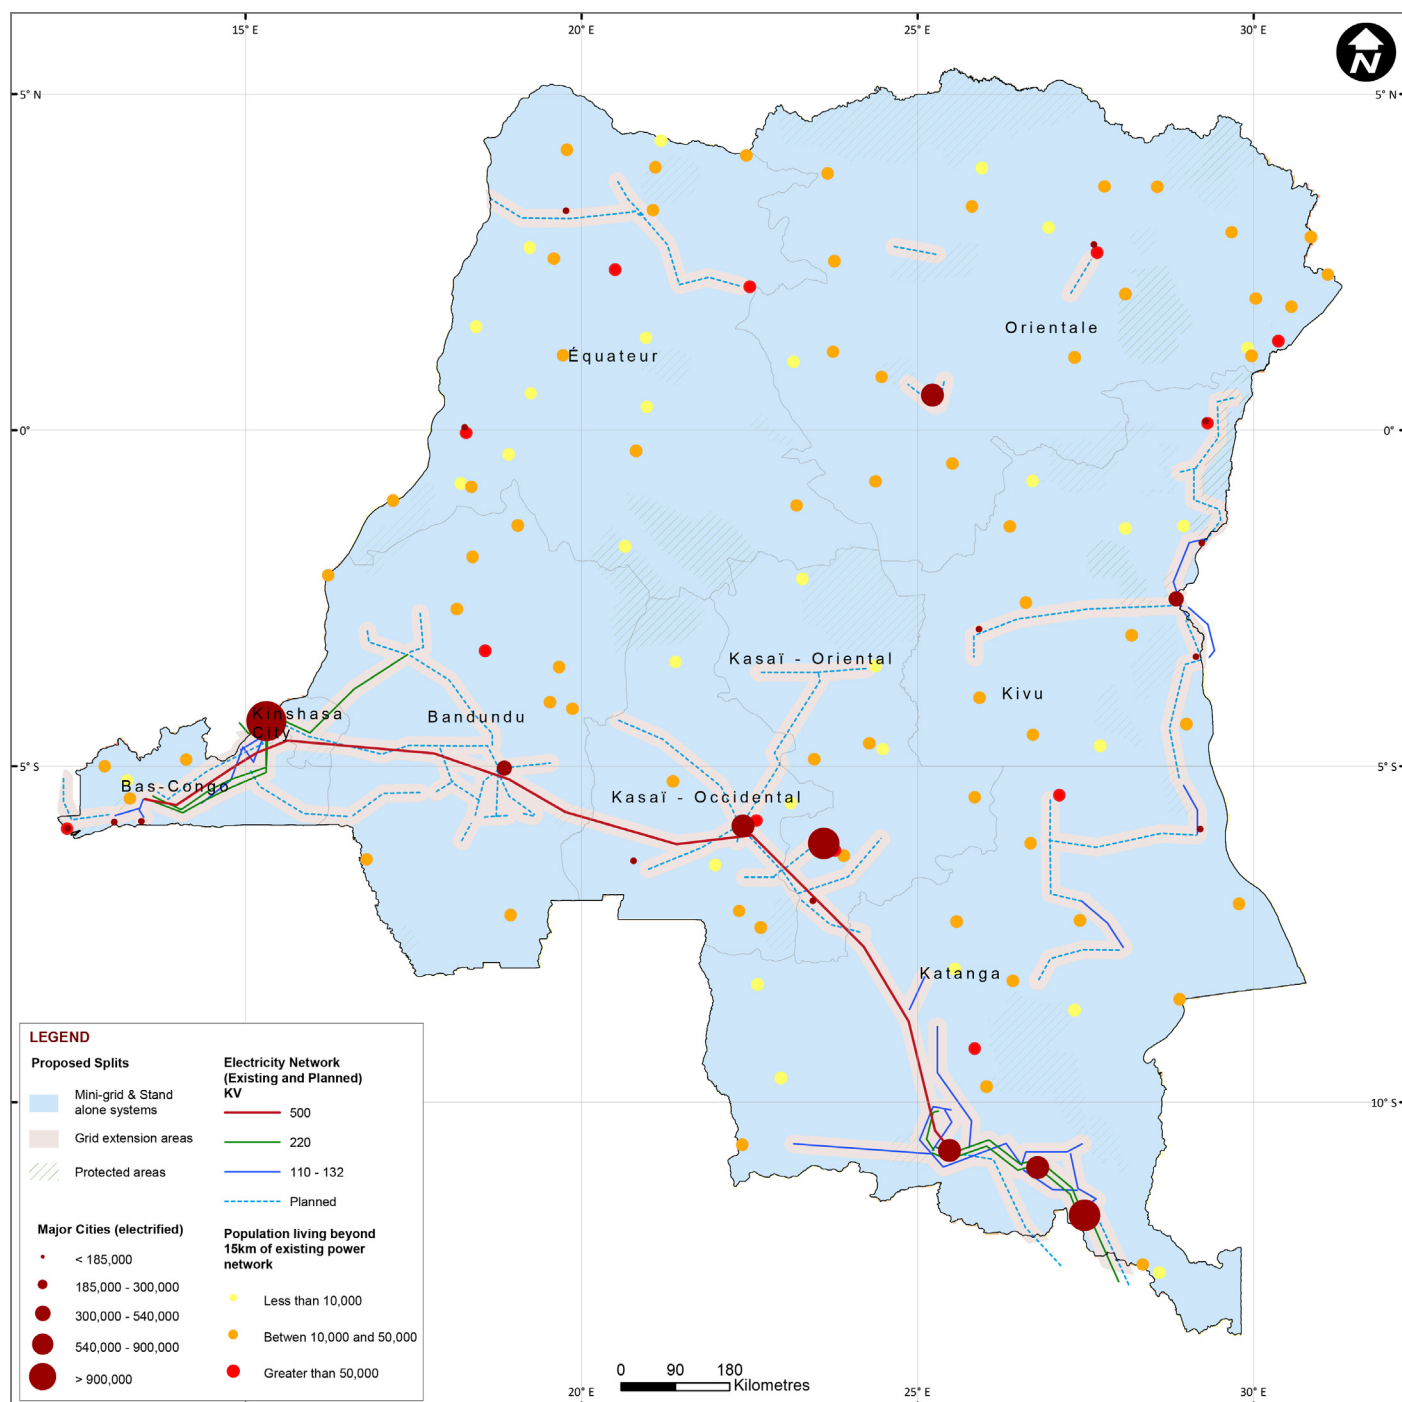 15° E
20° E
25° E
30° E
N
5° N
5° N
Orientale
Équateur
0°
0°
Kasaï - Oriental
Kivu
Kinshasa
City
Bandundu
5° S
5° S
Bas-Congo
Kasaï - Occidental
Katanga
10° S
LEGEND
Proposed Splits
Mini-grid & Stand
alone systems
Grid extension areas
Protected areas
Electricity Network
(Existing and Planned)
KV
500
220
110 - 132
Planned
Major Cities (electrified)
< 185,000
185,000 - 300,000
300,000 - 540,000
540,000 - 900,000
> 900,000
Population living beyond
15km of existing power
network
Less than 10,000
Betwen 10,000 and 50,000
Greater than 50,000
0 90 180
Kilometres
20° E
25° E
30° E